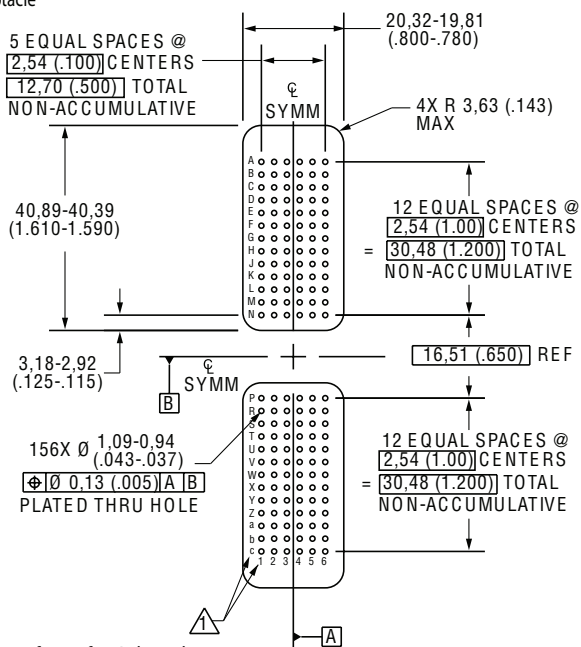 20,32-19,81
(.800-.780)
5 EQUAL SPACES @
2,54 (.100) CENTERS
12,70 (.500) TOTAL
NON-ACCUMULATIVE
℄
SYMM
4X R 3,63 (.143)
MAX
A
B
C
D
E
F
G
H
J
K
L
M
N
40,89-40,39
(1.610-1.590)
12 EQUAL SPACES @
2,54 (1.00) CENTERS
= 30,48 (1.200) TOTAL
NON-ACCUMULATIVE
3,18-2,92
(.125-.115)
℄
SYMM
B
16,51 (.650) REF
P
R
S
T
U
V
W
X
Y
Z
a
b
c
1 2 3 4 5 6
156X Ø 1,09-0,94
(.043-.037)
⌖ Ø 0,13 (.005) A B
PLATED THRU HOLE
12 EQUAL SPACES @
2,54 (1.00) CENTERS
= 30,48 (1.200) TOTAL
NON-ACCUMULATIVE
1
A